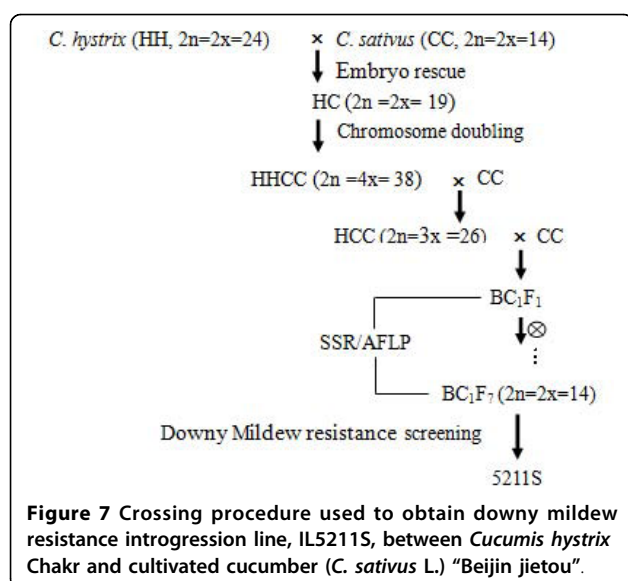 C. hystrix (HH, 2n=2x=24) × C. sativus (CC, 2n=2x=14)
Embryo rescue
HC (2n =2x= 19)
Chromosome doubling
HHCC (2n =4x= 38) × CC
HCC (2n=3x =26) × CC
BC₁F₁
⊗
SSR/AFLP
⋮
BC₁F₇ (2n=2x=14)
Downy Mildew resistance screening
5211S
Figure 7 Crossing procedure used to obtain downy mildew
resistance introgression line, IL5211S, between Cucumis hystrix
Chakr and cultivated cucumber (C. sativus L.) “Beijin jietou”.